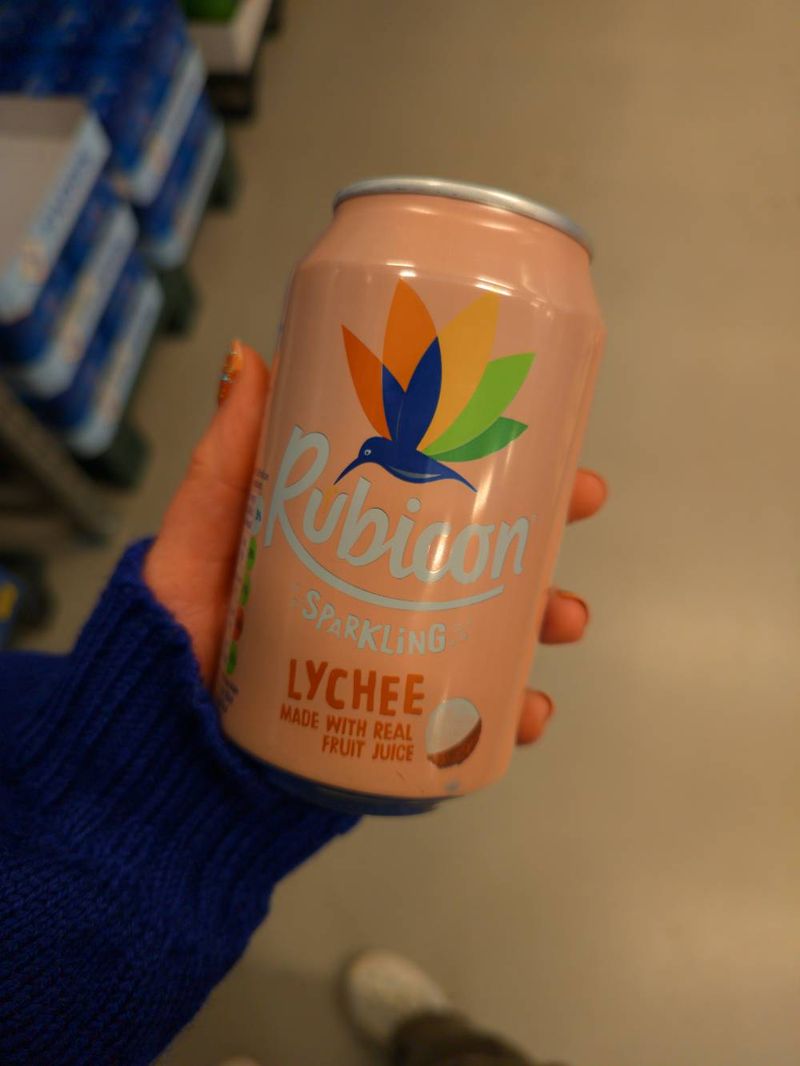 Rubicon
SPARKLING
LYCHEE
MADE WITH REAL
FRUIT JUICE